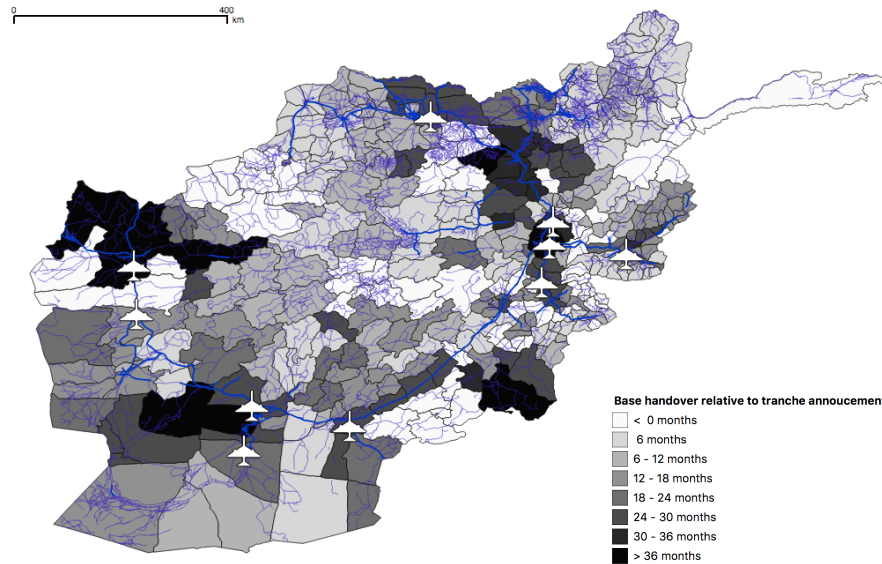 0 400
km
Base handover relative to tranche annoucemen
< 0 months
6 months
6 - 12 months
12 - 18 months
18 - 24 months
24 - 30 months
30 - 36 months
> 36 months